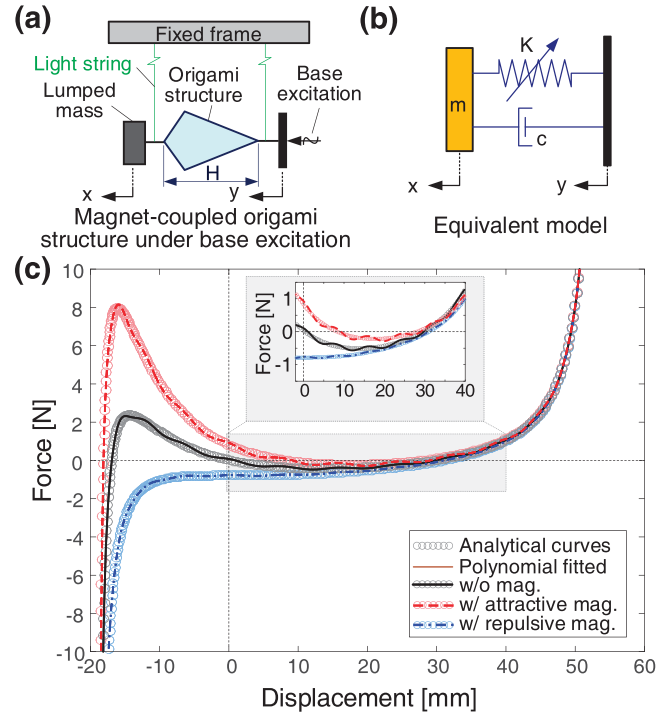 (a)
Fixed frame
Light string
Origami
structure
Base
excitation
Lumped
mass
H
x
y
Magnet-coupled origami
structure under base excitation
(b)
K
m
c
x
y
Equivalent model
(c)
10
8
6
4
2
0
-2
-4
-6
-8
-10
Force [N]
1
0
-1
Force [N]
0
10
20
30
40
Analytical curves
Polynomial fitted
w/o mag.
w/ attractive mag.
w/ repulsive mag.
-20
-10
0
10
20
30
40
50
60
Displacement [mm]